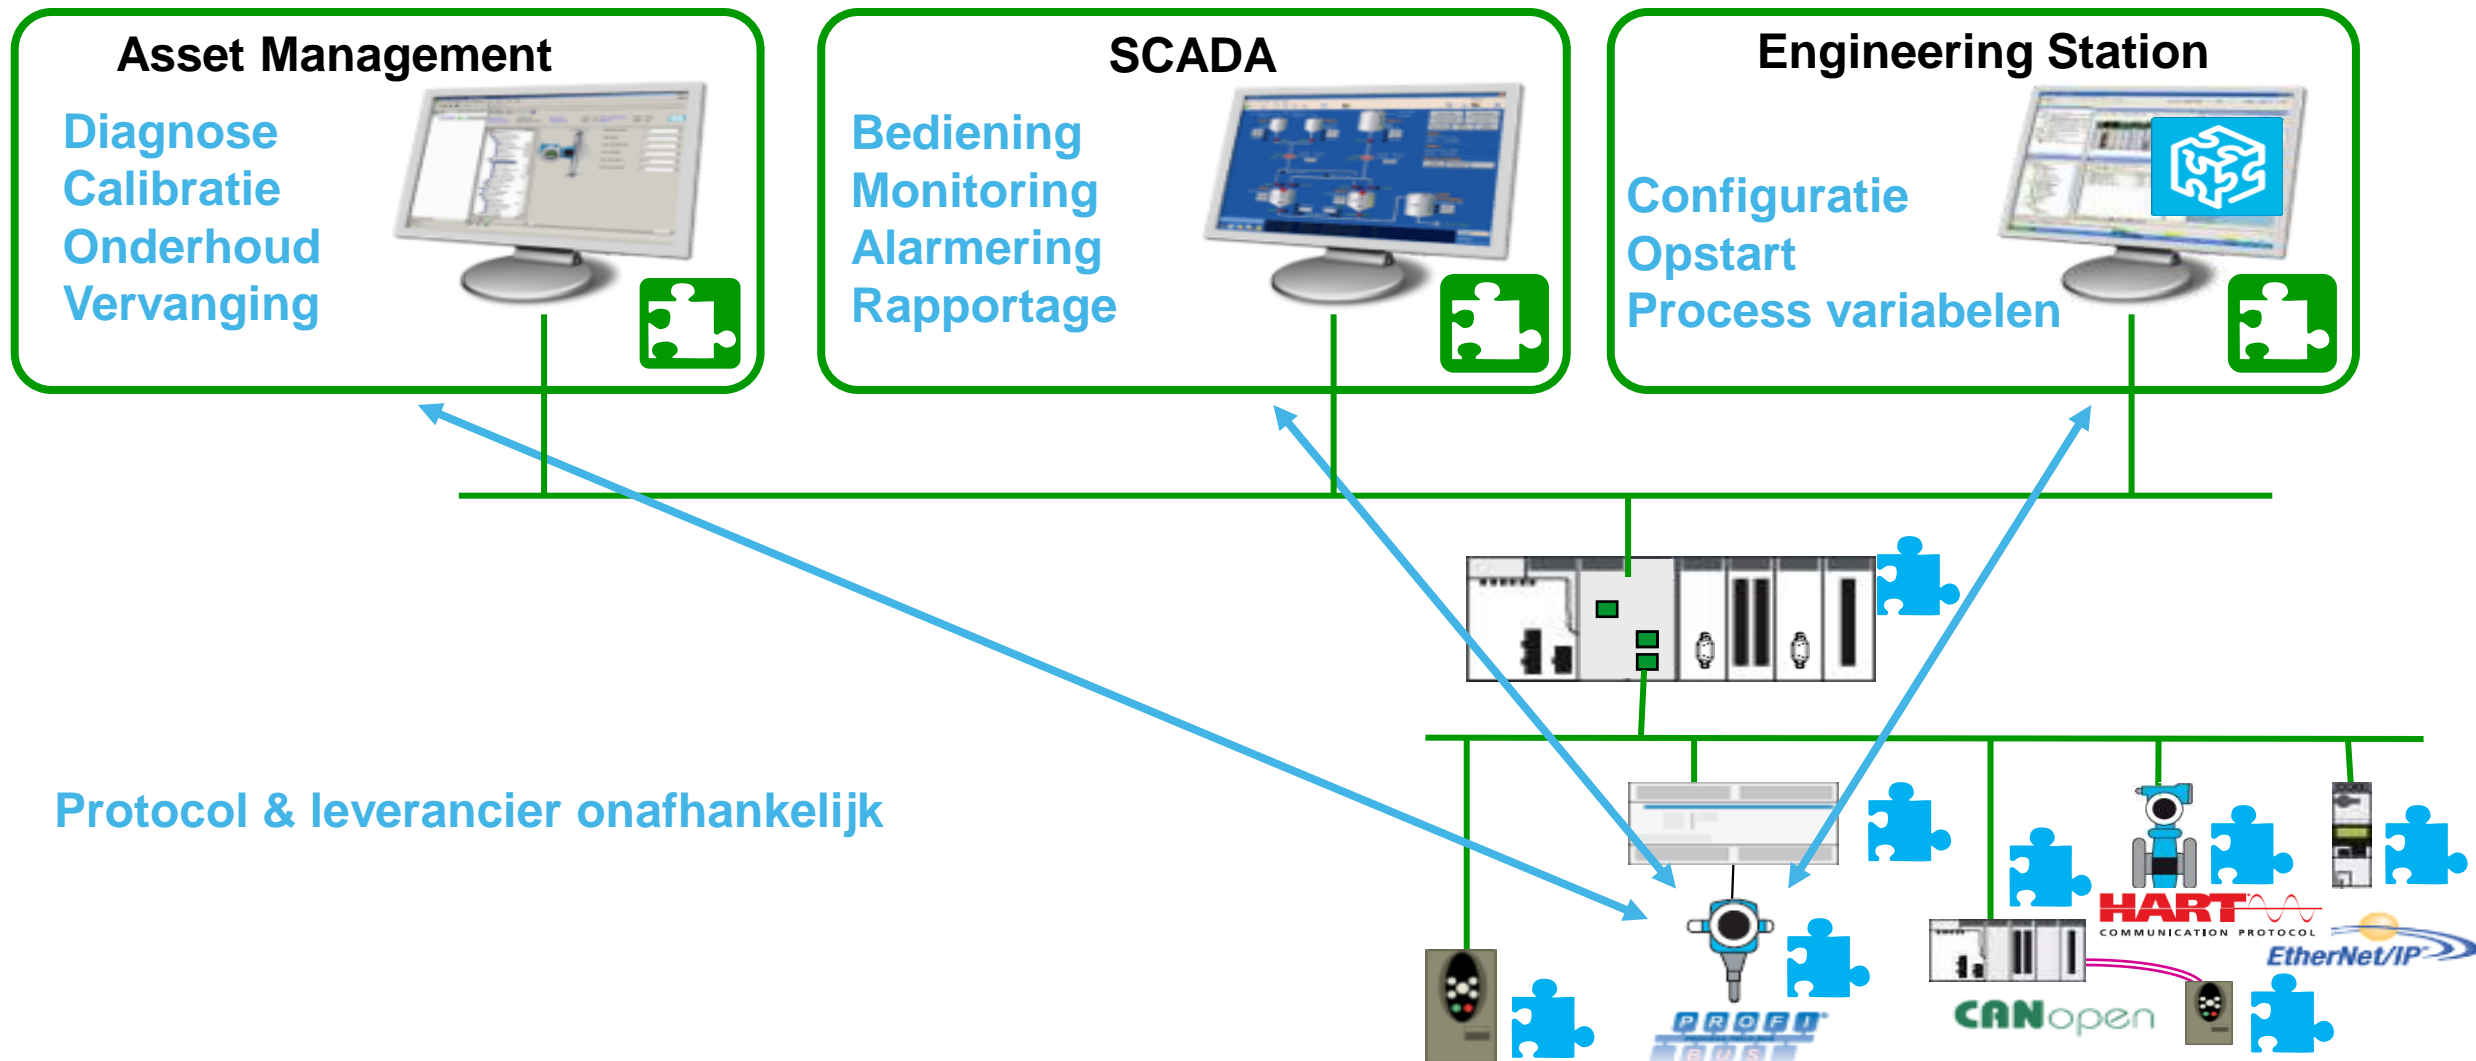 Asset Management
Diagnose
Calibratie
Onderhoud
Vervanging
SCADA
Bediening
Monitoring
Alarmering
Rapportage
Engineering Station
Configuratie
Opstart
Process variabelen
Protocol & leverancier onafhankelijk
HART
COMMUNICATION PROTOCOL
EtherNet/IP
CANopen
PROFI
BUS